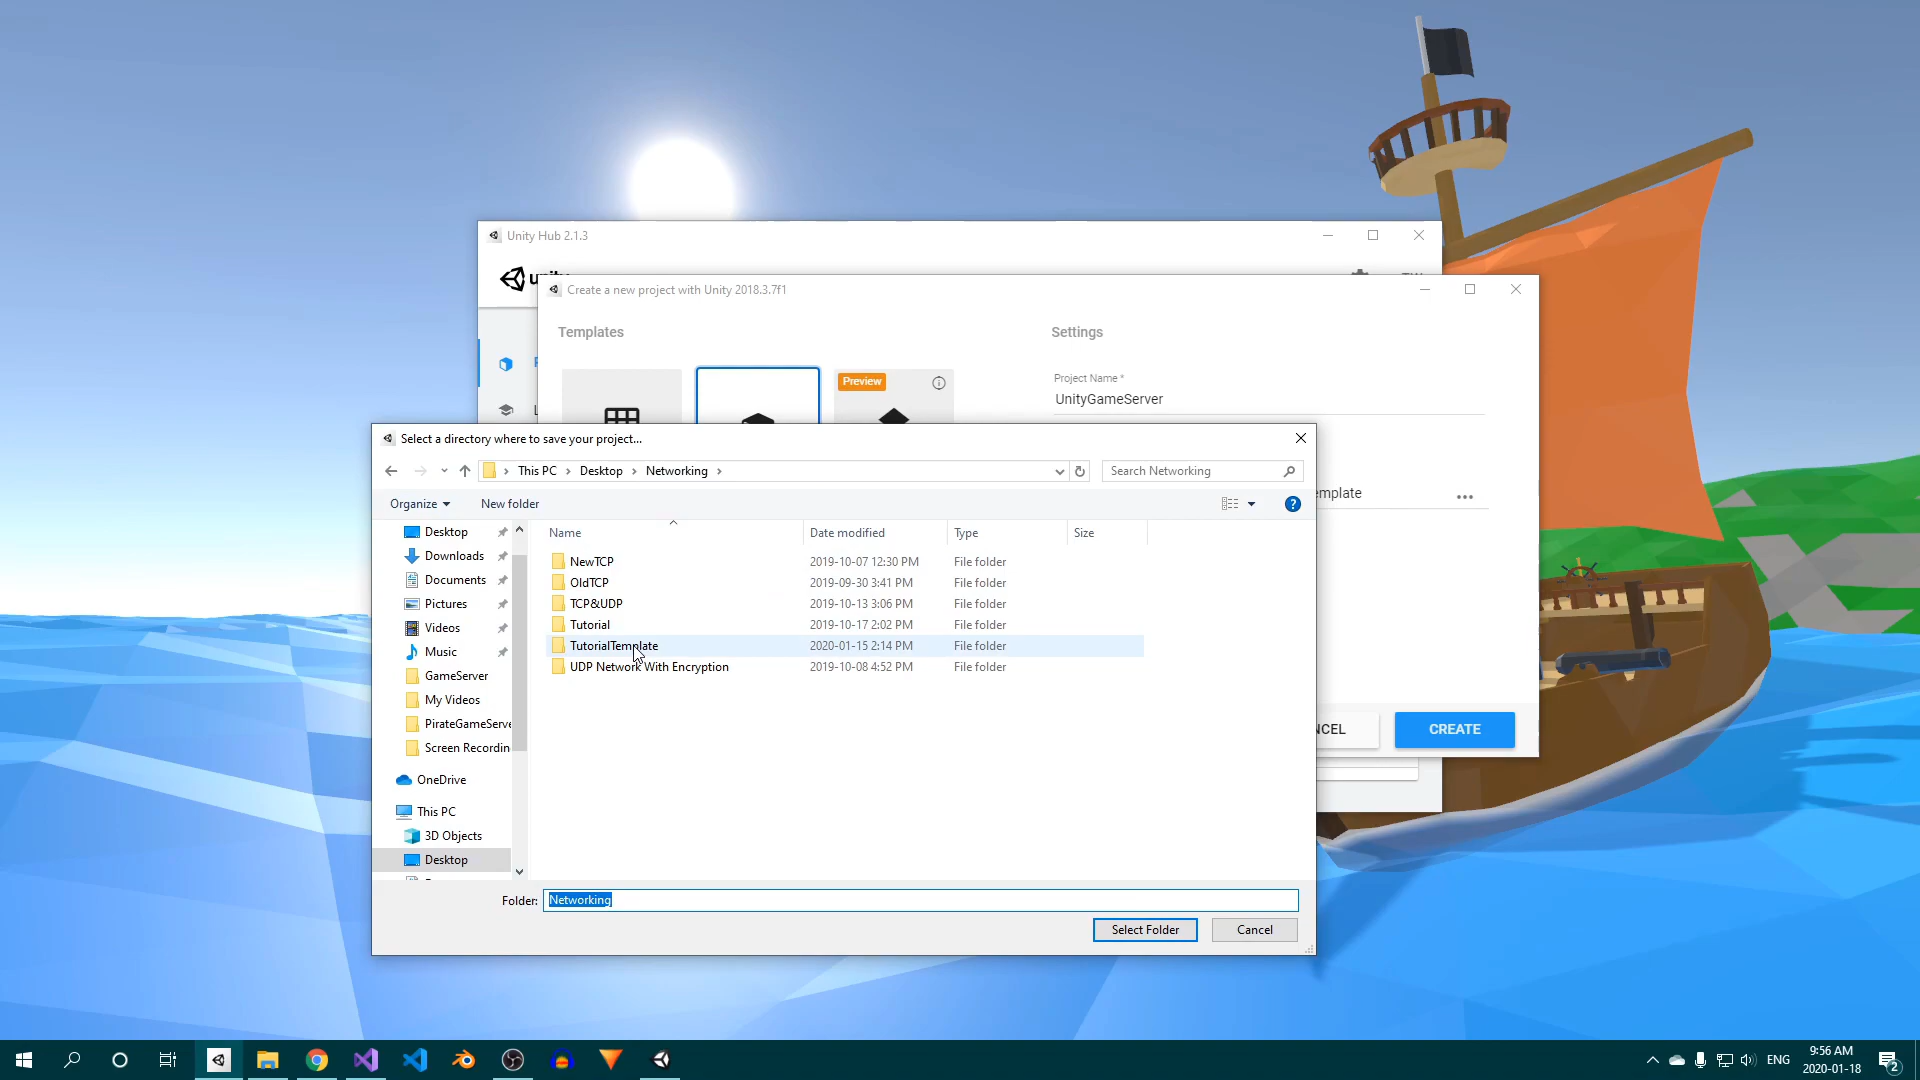 Unity Hub 2.1.3
unity
Create a new project with Unity 2018.3.7f1
Templates
Settings
Preview
Project Name *
UnityGameServer
Select a directory where to save your project...
This PC > Desktop > Networking >
Search Networking
Organize
New folder
emplate
Name
Date modified
Type
Size
Desktop
Downloads
Documents
Pictures
Videos
Music
GameServer
My Videos
PirateGameServe
Screen Recordin
OneDrive
This PC
3D Objects
Desktop
NewTCP 2019-10-07 12:30 PM File folder
OldTCP 2019-09-30 3:41 PM File folder
TCP&UDP 2019-10-13 3:06 PM File folder
Tutorial 2019-10-17 2:02 PM File folder
TutorialTemplate 2020-01-15 2:14 PM File folder
UDP Network With Encryption 2019-10-08 4:52 PM File folder
NCEL
CREATE
Folder: Networking
Select Folder
Cancel
ENG
9:56 AM
2020-01-18
2